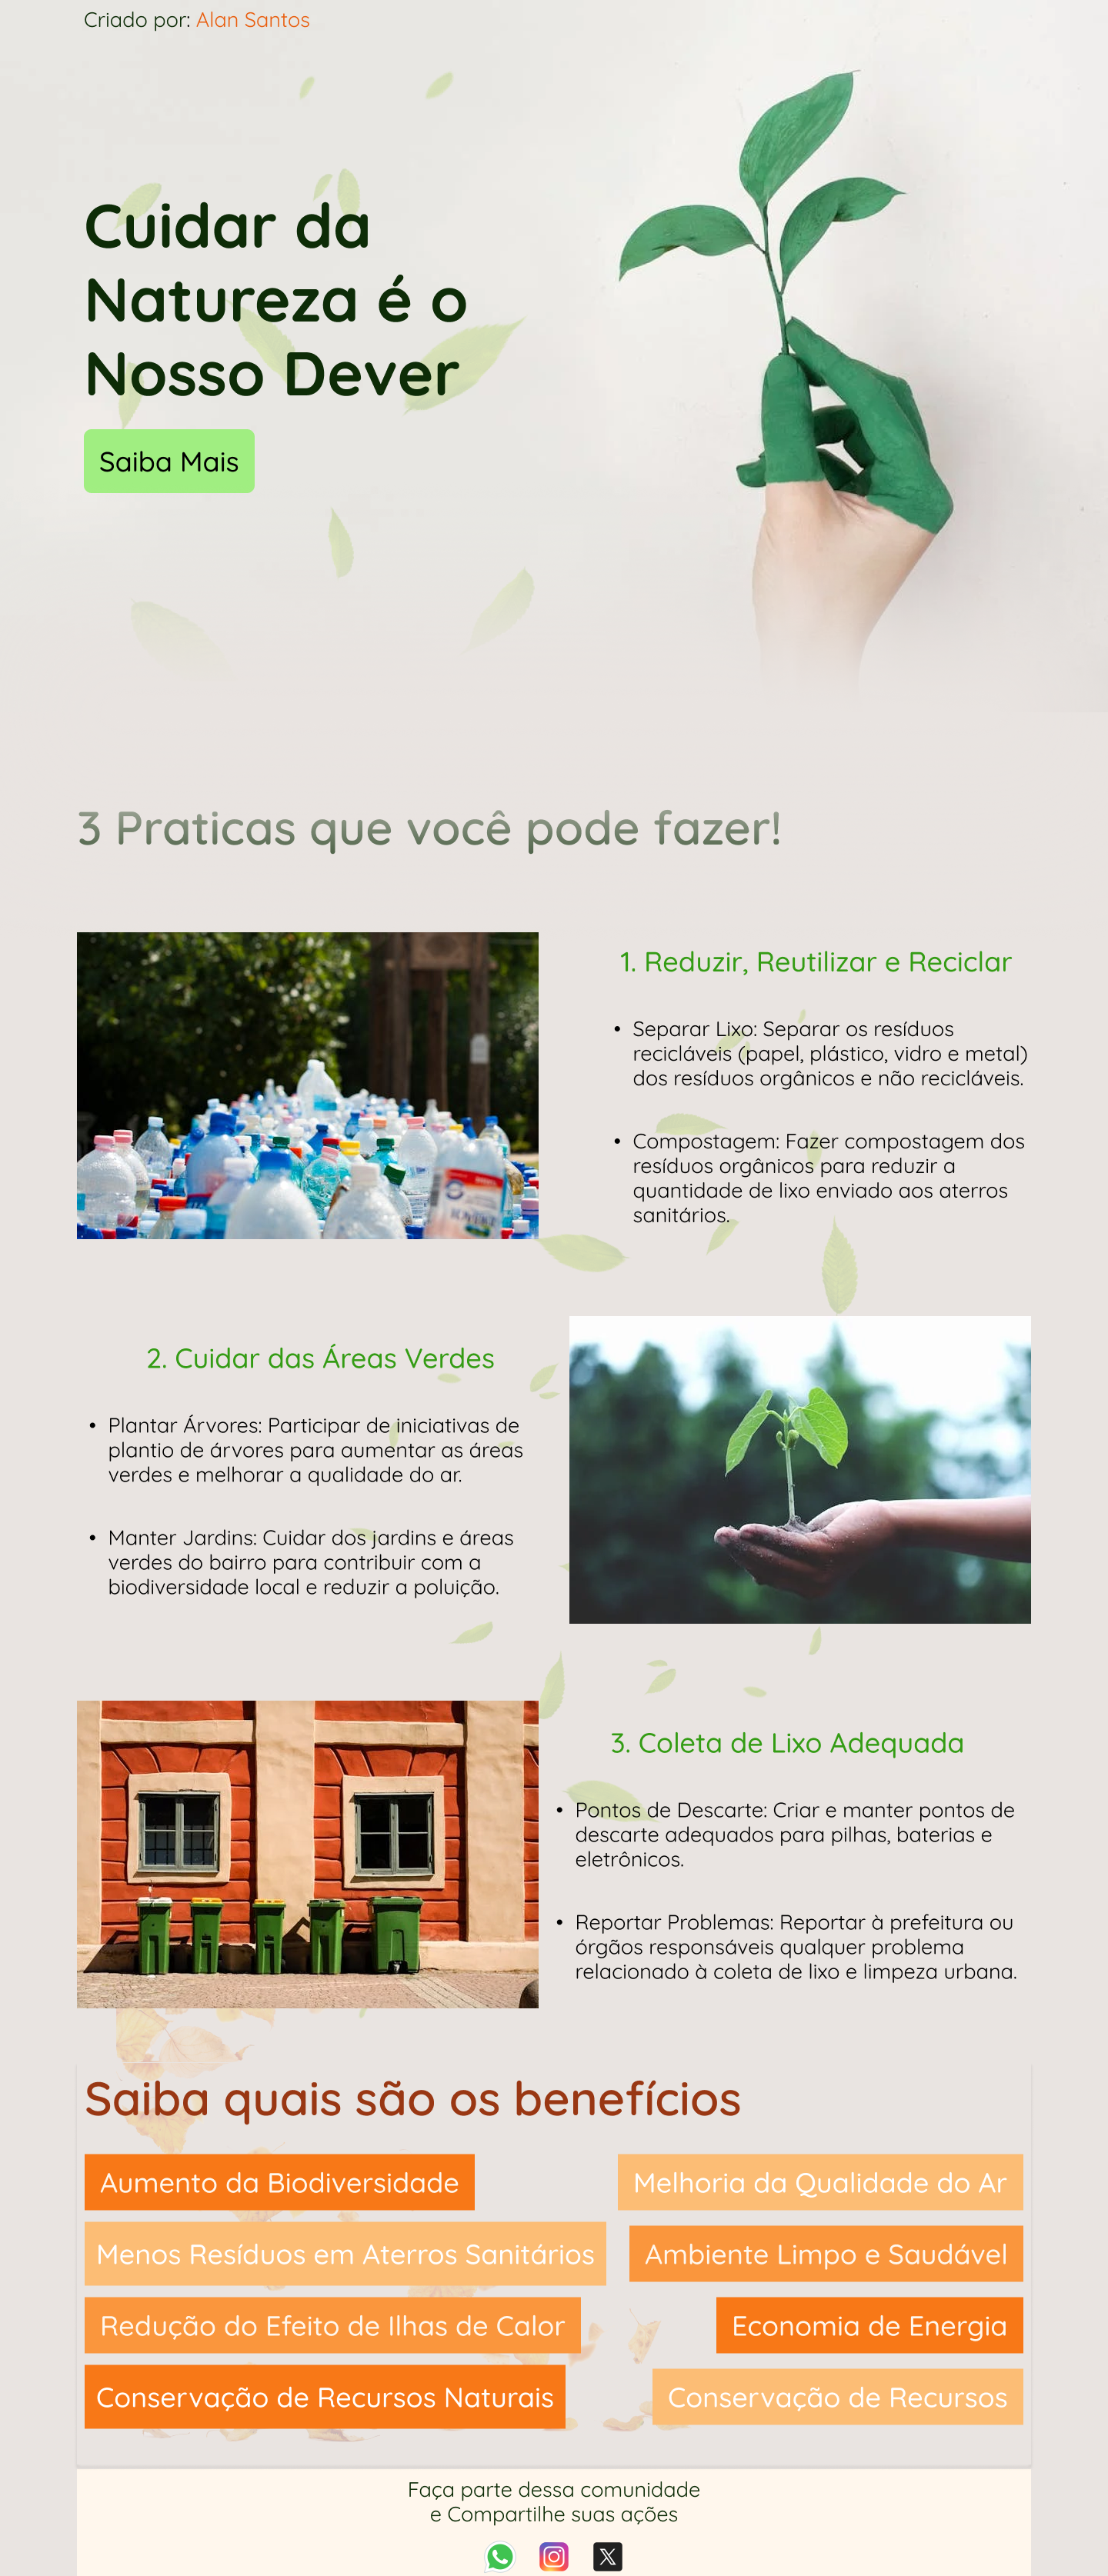 Criado por: Alan Santos
Cuidar da
Natureza é o
Nosso Dever
Saiba Mais
3 Praticas que você pode fazer!
1. Reduzir, Reutilizar e Reciclar
• Separar Lixo: Separar os resíduos
recicláveis (papel, plástico, vidro e metal)
dos resíduos orgânicos e não recicláveis.
• Compostagem: Fazer compostagem dos
resíduos orgânicos para reduzir a
quantidade de lixo enviado aos aterros
sanitários.
2. Cuidar das Áreas Verdes
• Plantar Árvores: Participar de iniciativas de
plantio de árvores para aumentar as áreas
verdes e melhorar a qualidade do ar.
• Manter Jardins: Cuidar dos jardins e áreas
verdes do bairro para contribuir com a
biodiversidade local e reduzir a poluição.
3. Coleta de Lixo Adequada
• Pontos de Descarte: Criar e manter pontos de
descarte adequados para pilhas, baterias e
eletrônicos.
• Reportar Problemas: Reportar à prefeitura ou
órgãos responsáveis qualquer problema
relacionado à coleta de lixo e limpeza urbana.
Saiba quais são os benefícios
Aumento da Biodiversidade
Melhoria da Qualidade do Ar
Menos Resíduos em Aterros Sanitários
Ambiente Limpo e Saudável
Redução do Efeito de Ilhas de Calor
Economia de Energia
Conservação de Recursos Naturais
Conservação de Recursos
Faça parte dessa comunidade
e Compartilhe suas ações